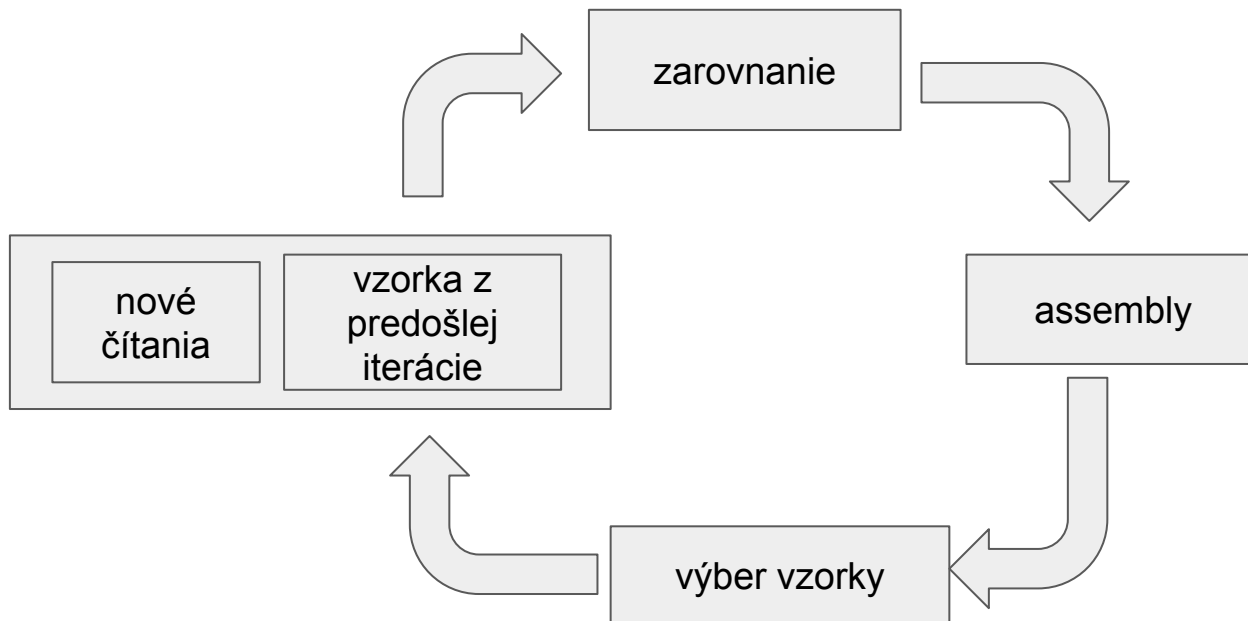 zarovnanie
nové
čítania
vzorka z
predošlej
iterácie
assembly
výber vzorky